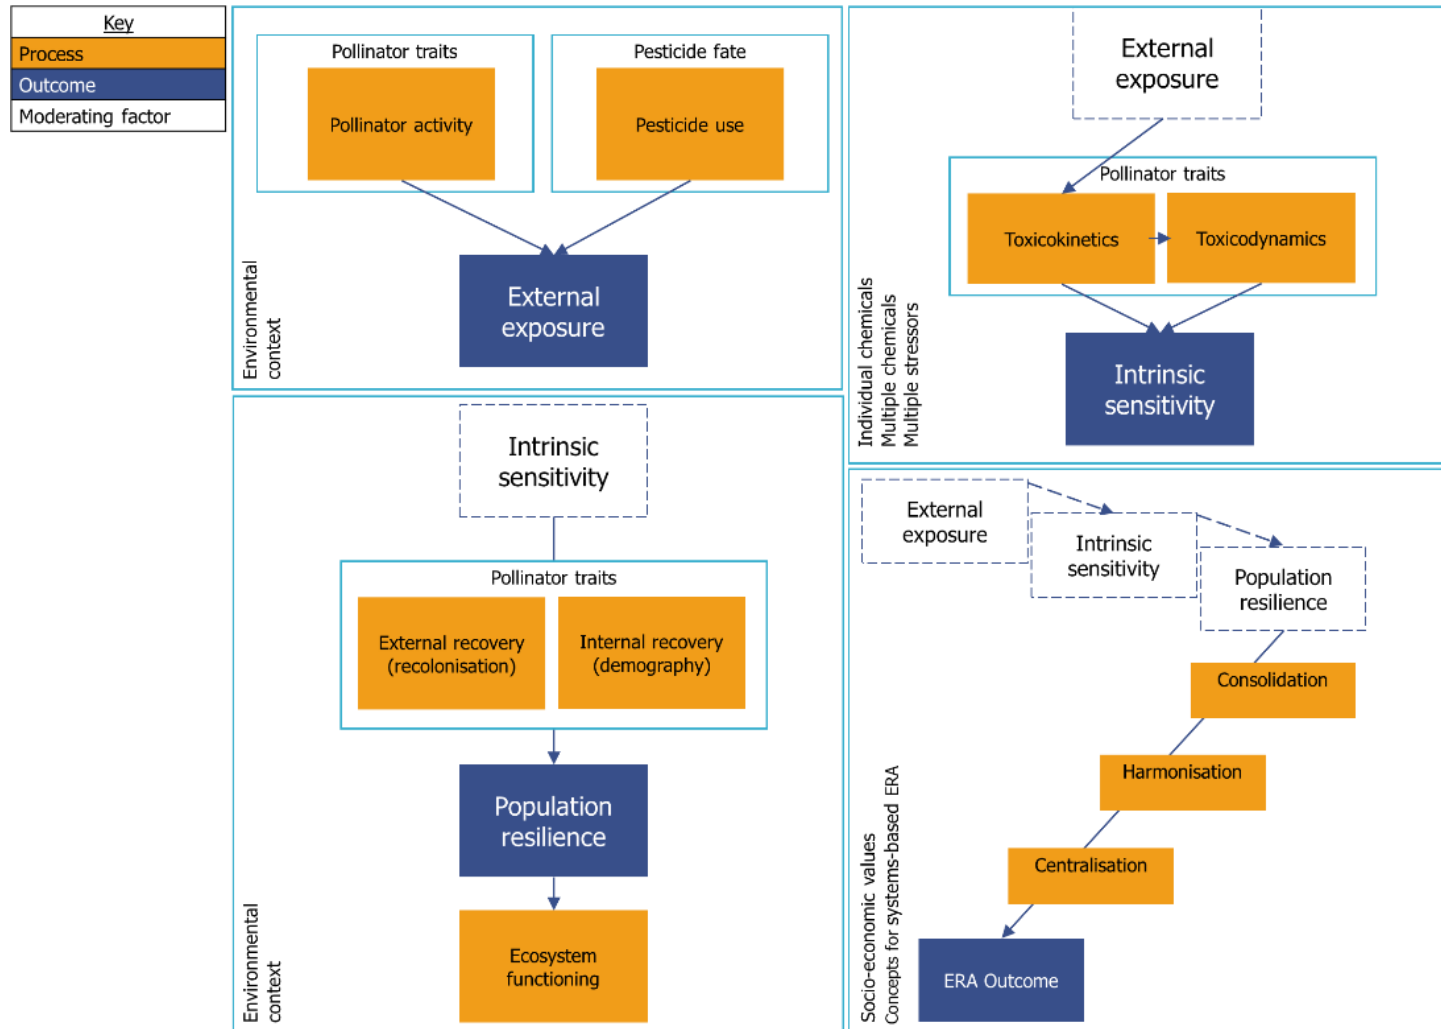 Key
Process
Outcome
Moderating factor
Pollinator traits
Pesticide fate
Pollinator activity
Pesticide use
External
exposure
Environmental
context
External
exposure
Pollinator traits
Toxicokinetics
Toxicodynamics
Intrinsic
sensitivity
Individual chemicals
Multiple chemicals
Multiple stressors
Intrinsic
sensitivity
Pollinator traits
External recovery
(recolonisation)
Internal recovery
(demography)
Population
resilience
Ecosystem
functioning
Environmental
context
External
exposure
Intrinsic
sensitivity
Population
resilience
Consolidation
Harmonisation
Centralisation
ERA Outcome
Socio-economic values
Concepts for systems-based ERA